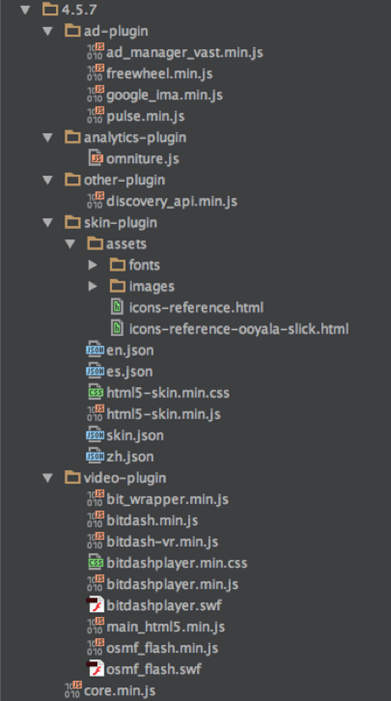 4.5.7
ad-plugin
ad_manager_vast.min.js
freewheel.min.js
google_ima.min.js
pulse.min.js
analytics-plugin
omniture.js
other-plugin
discovery_api.min.js
skin-plugin
assets
fonts
images
icons-reference.html
icons-reference-ooyala-slick.html
en.json
es.json
html5-skin.min.css
html5-skin.min.js
skin.json
zh.json
video-plugin
bit_wrapper.min.js
bitdash.min.js
bitdash-vr.min.js
bitdashplayer.min.css
bitdashplayer.min.js
bitdashplayer.swf
main_html5.min.js
osmf_flash.min.js
osmf_flash.swf
core.min.js